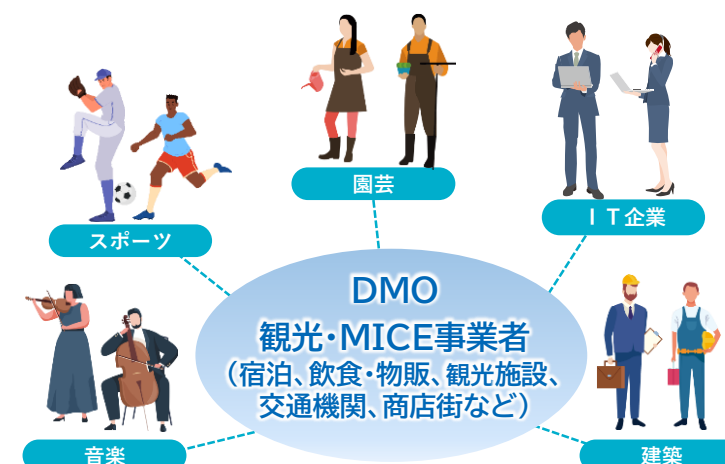 園芸
IT企業
スポーツ
DMO
観光・MICE事業者
（宿泊、飲食・物販、観光施設、
交通機関、商店街など）
音楽
建築